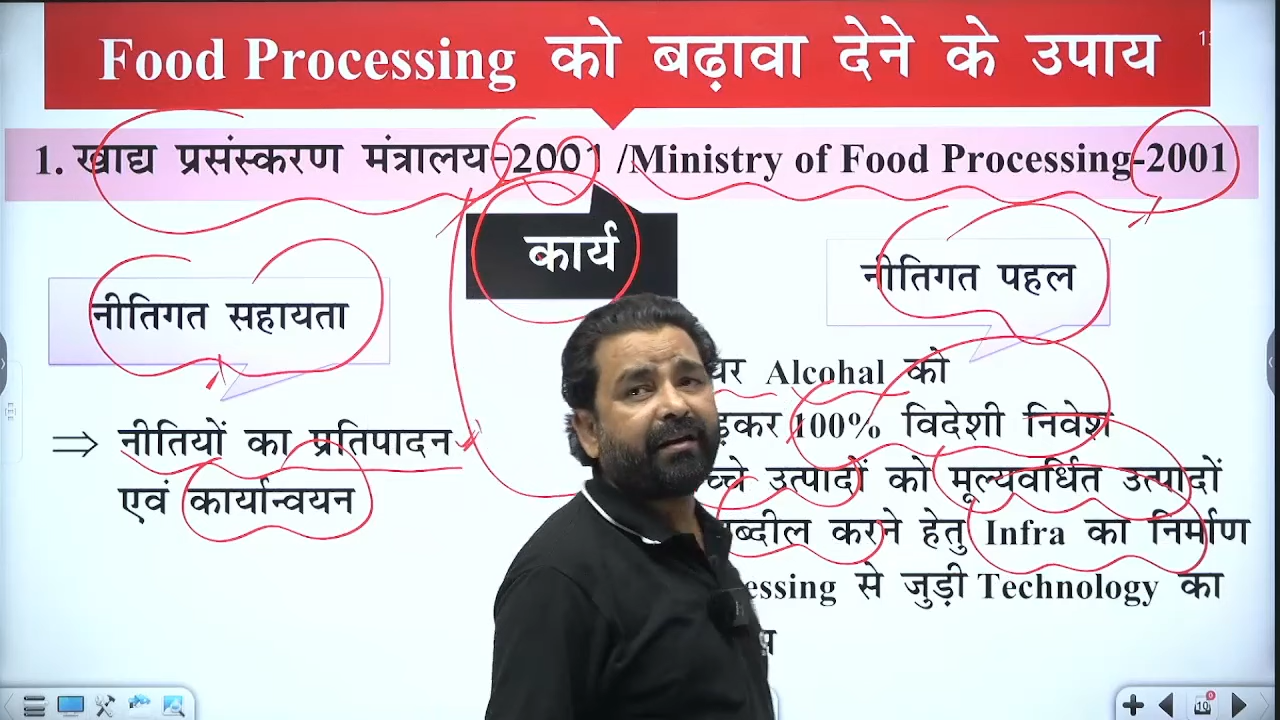 Food Processing को बढ़ावा देने के उपाय
1. खाद्य प्रसंस्करण मंत्रालय-2001 /Ministry of Food Processing-2001
कार्य
नीतिगत सहायता
⇒ नीतियों का प्रतिपादन
एवं कार्यान्वयन
नीतिगत पहल
Alcohal को
100% विदेशी निवेश
उत्पादों को मूल्यवर्धित उत्पादों
करने हेतु Infra का निर्माण
से जुड़ी Technology का
10